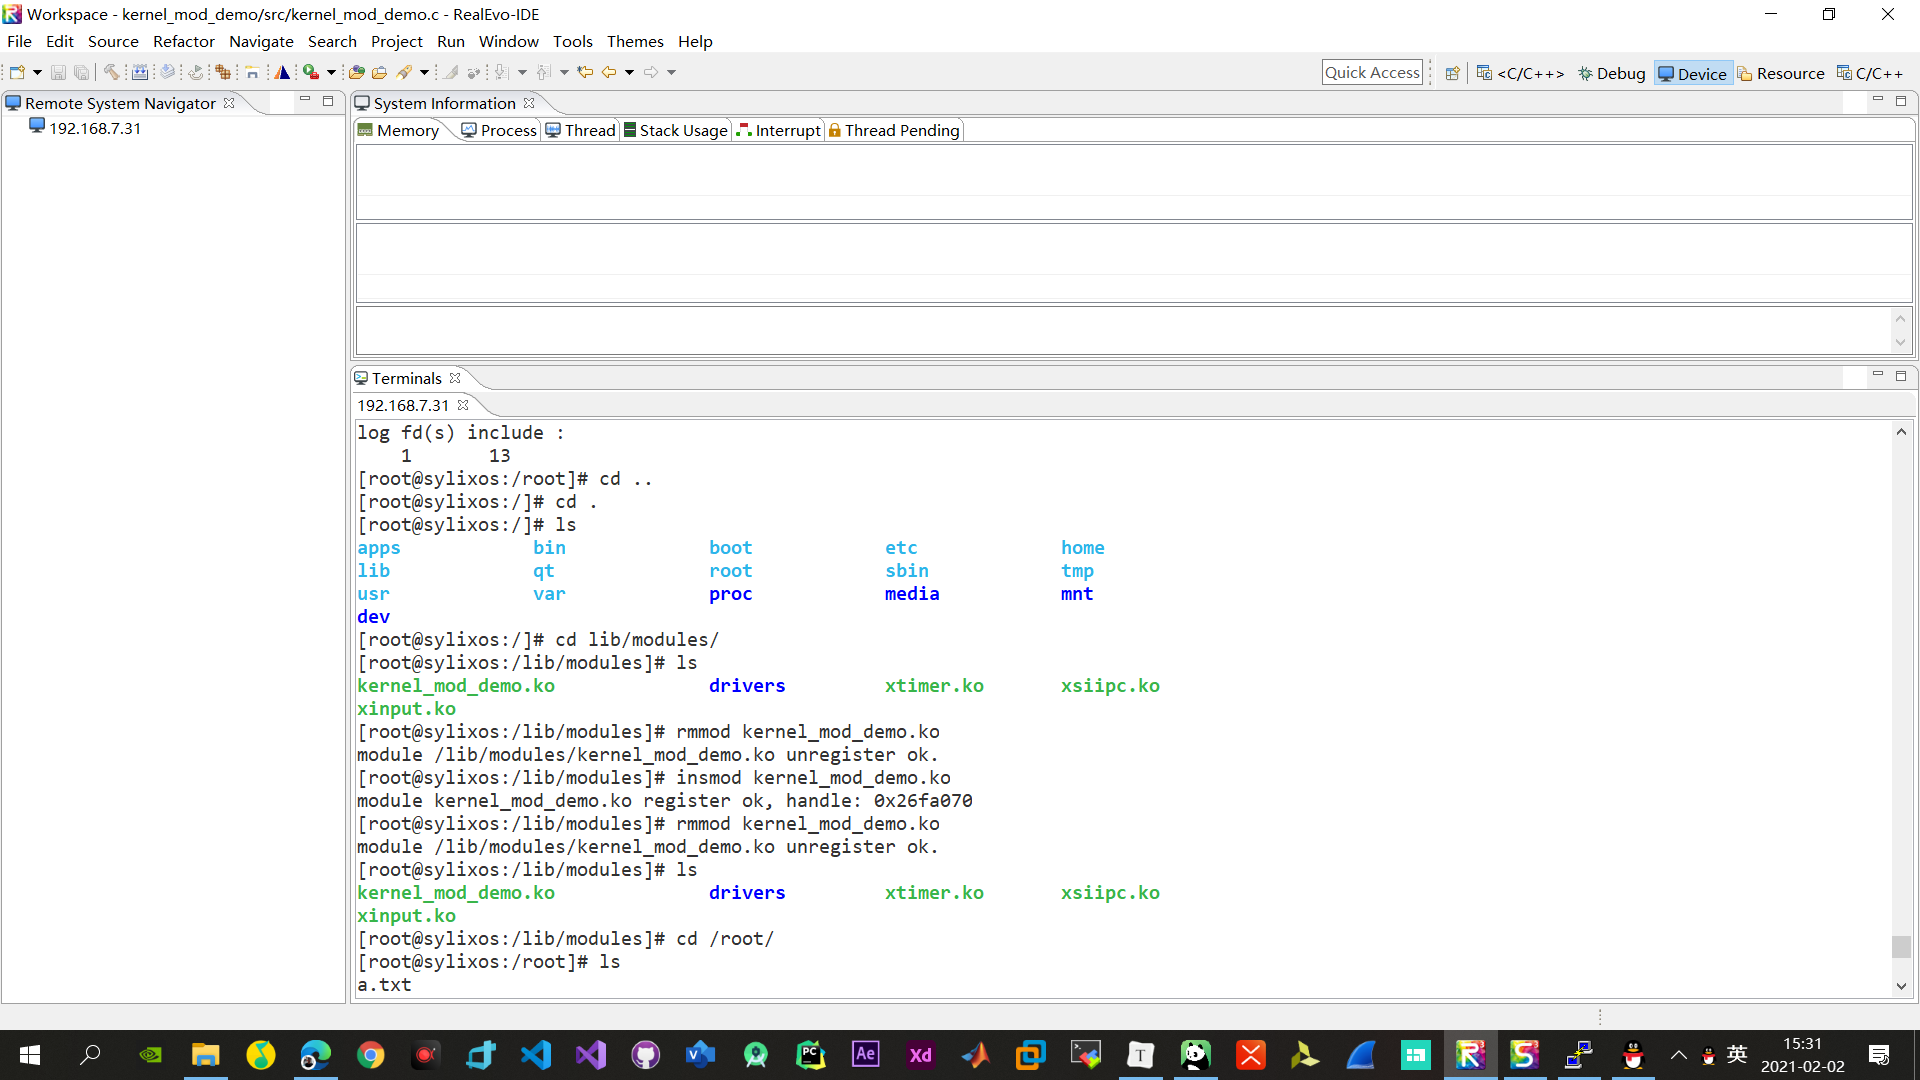 Workspace - kernel_mod_demo/src/kernel_mod_demo.c - RealEvo-IDE
File Edit Source Refactor Navigate Search Project Run Window Tools Themes Help
Quick Access <C/C++> Debug Device Resource C/C++
Remote System Navigator
192.168.7.31
System Information
Memory Process Thread Stack Usage Interrupt Thread Pending
Terminals
192.168.7.31
log fd(s) include :
1 13
[root@sylixos:/root]# cd ..
[root@sylixos:/]# cd .
[root@sylixos:/]# ls
apps bin boot etc home
lib qt root sbin tmp
usr var proc media mnt
dev
[root@sylixos:/]# cd lib/modules/
[root@sylixos:/lib/modules]# ls
kernel_mod_demo.ko drivers xtimer.ko xsiipc.ko
xinput.ko
[root@sylixos:/lib/modules]# rmmod kernel_mod_demo.ko
module /lib/modules/kernel_mod_demo.ko unregister ok.
[root@sylixos:/lib/modules]# insmod kernel_mod_demo.ko
module kernel_mod_demo.ko register ok, handle: 0x26fa070
[root@sylixos:/lib/modules]# rmmod kernel_mod_demo.ko
module /lib/modules/kernel_mod_demo.ko unregister ok.
[root@sylixos:/lib/modules]# ls
kernel_mod_demo.ko drivers xtimer.ko xsiipc.ko
xinput.ko
[root@sylixos:/lib/modules]# cd /root/
[root@sylixos:/root]# ls
a.txt
PC Ae Xd T R S 英
15:31
2021-02-02